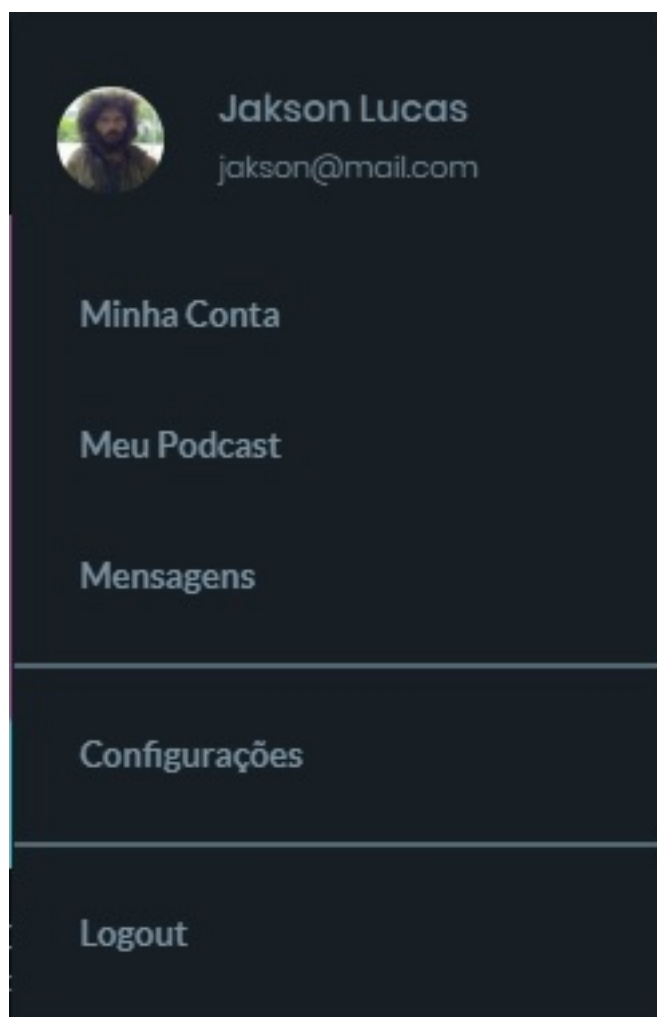 Jakson Lucas
jakson@mail.com
Minha Conta
Meu Podcast
Mensagens
Configurações
Logout